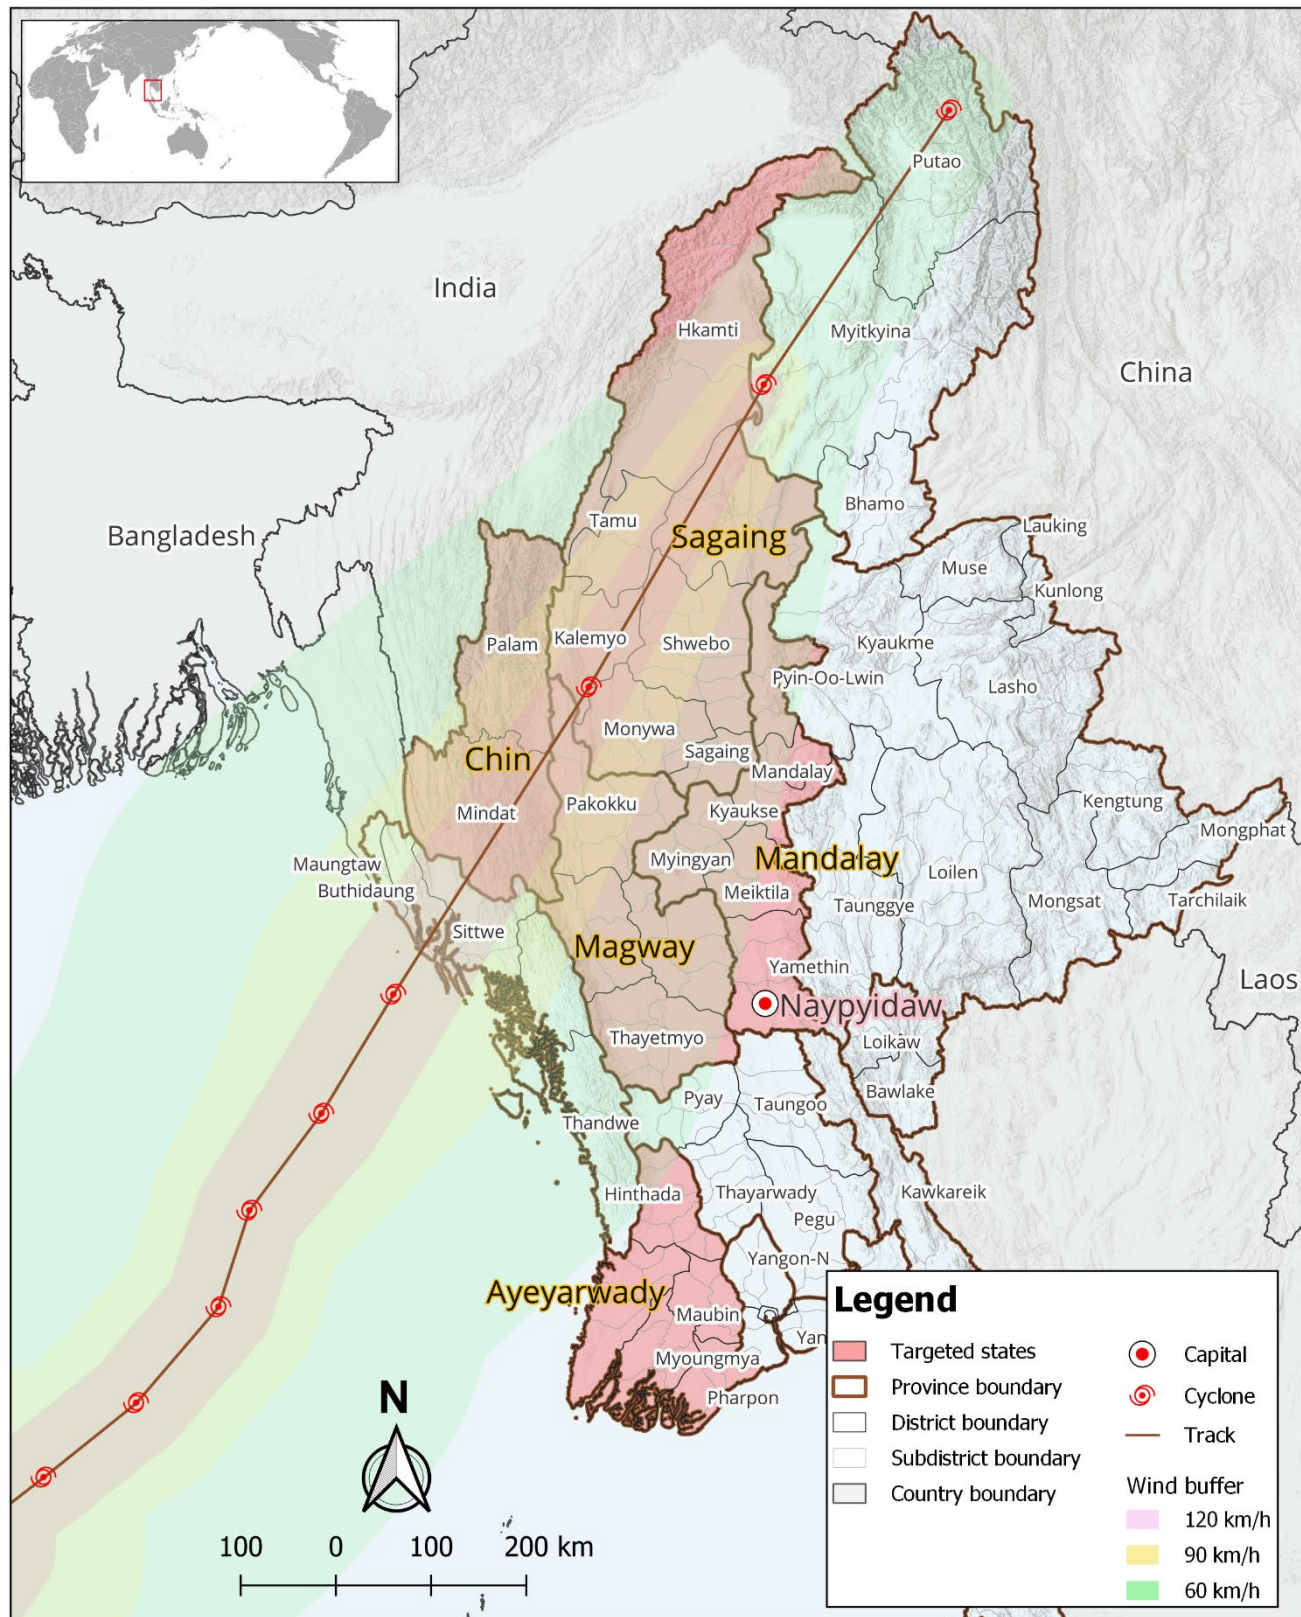 Putao
India
Hkamti
Myitkyina
China
Bhamo
Bangladesh
Tamu
Sagaing
Lauking
Muse
Kunlong
Palam
Kalemyo
Shwebo
Kyaukme
Pyin-Oo-Lwin
Lasho
Monywa
Sagaing
Chin
Mandalay
Mindat
Pakokku
Kyaukse
Kengtung
Mongphat
Maungtaw
Myingyan
Mandalay
Buthidaung
Meiktila
Loilen
Taunggye
Mongsat
Tarchilaik
Sittwe
Magway
Yamethin
Laos
Naypyidaw
Thayetmyo
Loikaw
Pyay
Taungoo
Bawlake
Thandwe
Hinthada
Thayarwady
Kawkareik
Pegu
Yangon-N
Ayeyarwady
Maubin
Yan
Myoungmya
Pharpon
N
100 0 100 200 km
Legend
Targeted states
Province boundary
District boundary
Subdistrict boundary
Country boundary
Capital
Cyclone
Track
Wind buffer
120 km/h
90 km/h
60 km/h